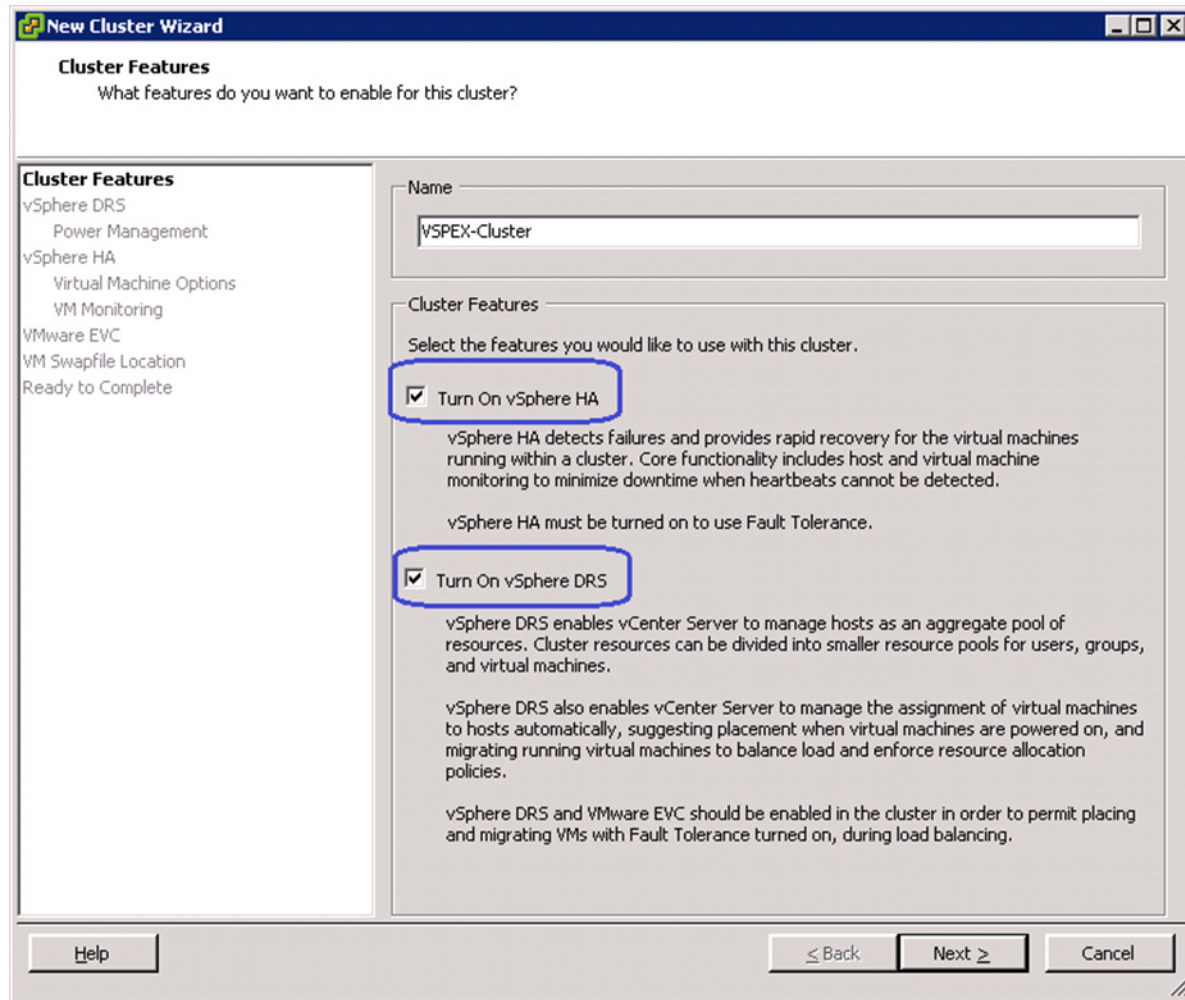 New Cluster Wizard
Cluster Features
What features do you want to enable for this cluster?
Cluster Features
vSphere DRS
Power Management
vSphere HA
Virtual Machine Options
VM Monitoring
VMware EVC
VM Swapfile Location
Ready to Complete
Name
VSPEX-Cluster
Cluster Features
Select the features you would like to use with this cluster.
Turn On vSphere HA
vSphere HA detects failures and provides rapid recovery for the virtual machines
running within a cluster. Core functionality includes host and virtual machine
monitoring to minimize downtime when heartbeats cannot be detected.
vSphere HA must be turned on to use Fault Tolerance.
Turn On vSphere DRS
vSphere DRS enables vCenter Server to manage hosts as an aggregate pool of
resources. Cluster resources can be divided into smaller resource pools for users, groups,
and virtual machines.
vSphere DRS also enables vCenter Server to manage the assignment of virtual machines
to hosts automatically, suggesting placement when virtual machines are powered on, and
migrating running virtual machines to balance load and enforce resource allocation
policies.
vSphere DRS and VMware EVC should be enabled in the cluster in order to permit placing
and migrating VMs with Fault Tolerance turned on, during load balancing.
Help
< Back
Next >
Cancel